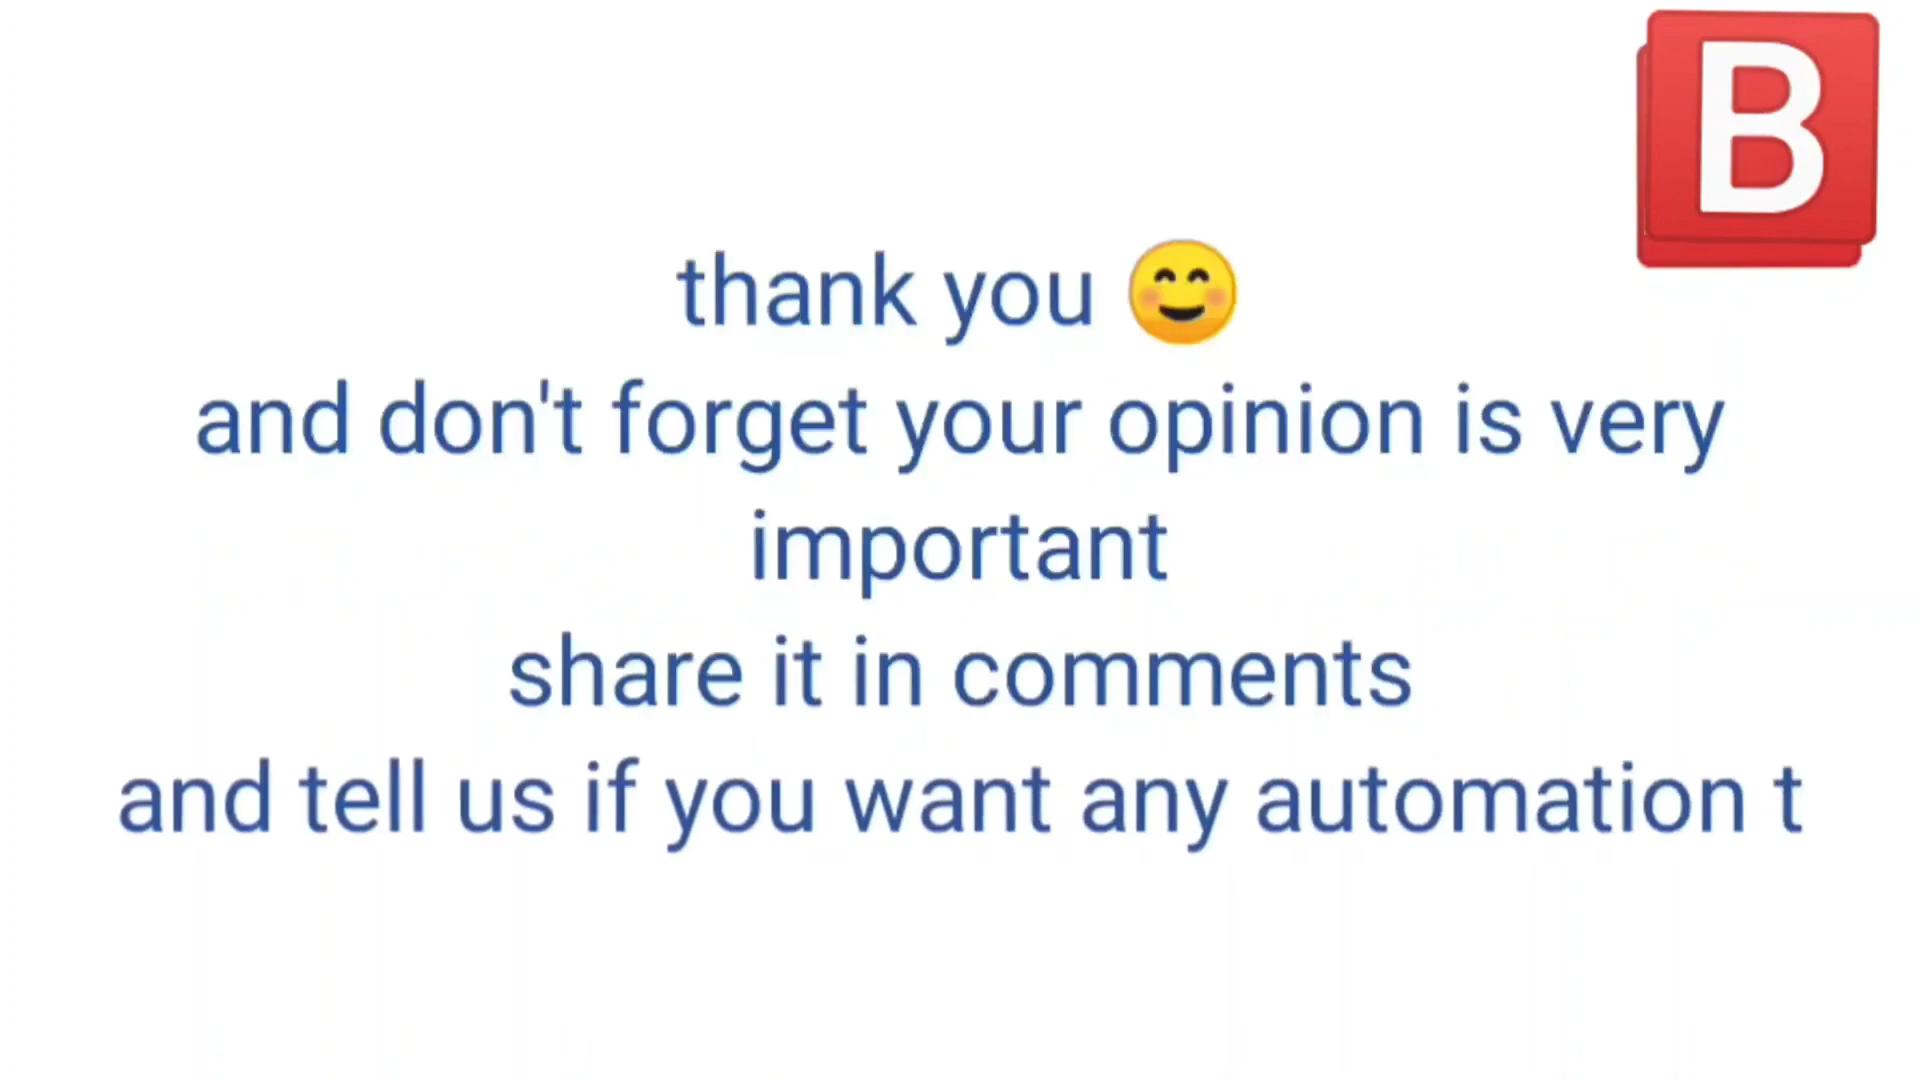 B
thank you 😊
and don't forget your opinion is very
important
share it in comments
and tell us if you want any automation t